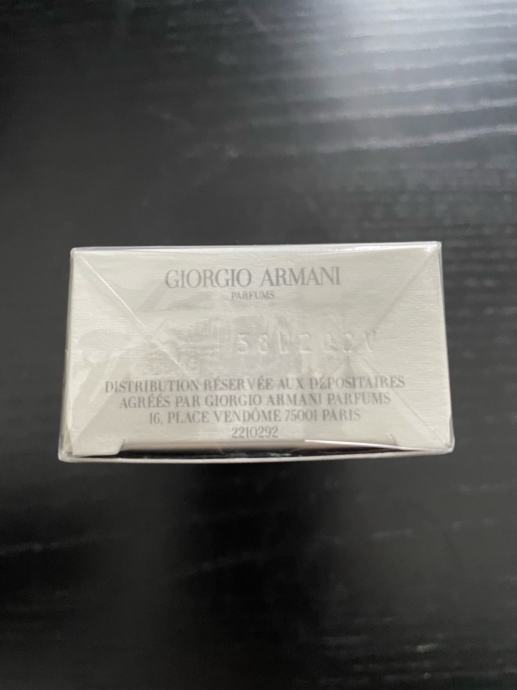 GIORGIO ARMANI
PARFUMS
DISTRIBUTION RÉSERVÉE AUX DÉPOSITAIRES
AGRÉÉS PAR GIORGIO ARMANI PARFUMS
16, PLACE VENDÔME 75001 PARIS
2210292